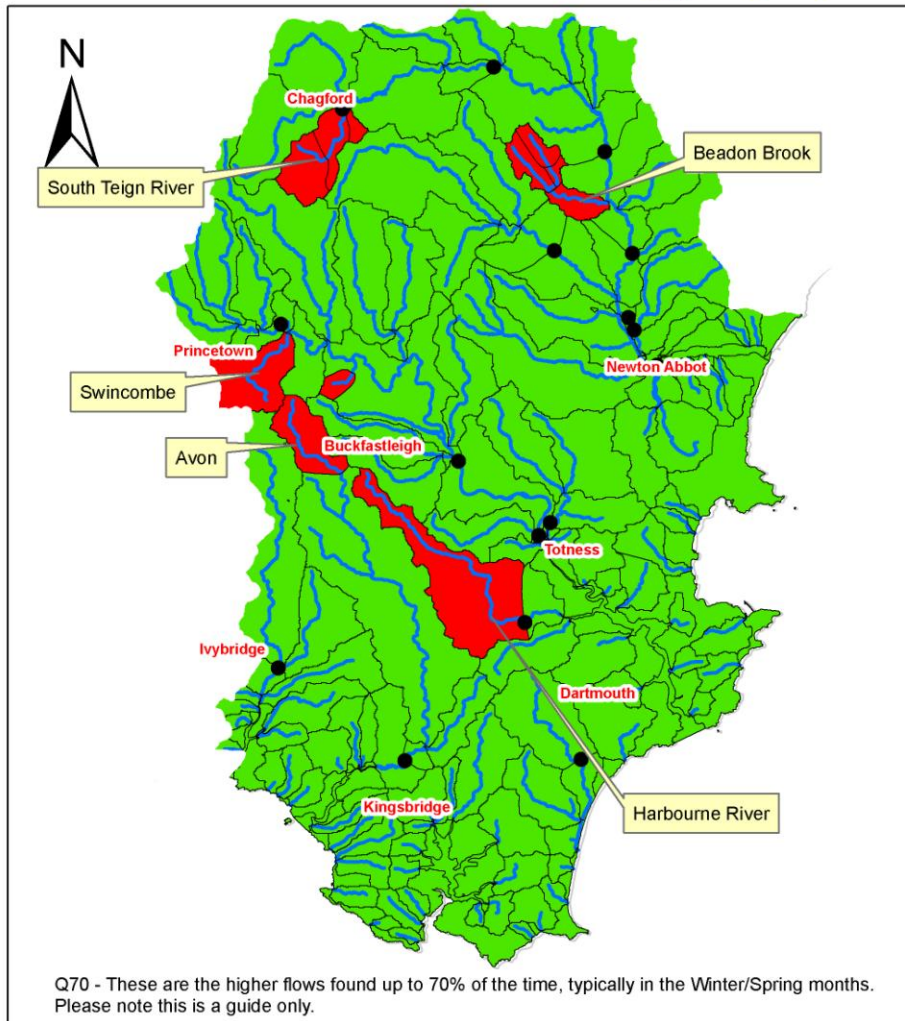 N
Chagford
South Teign River
Beadon Brook
Princetown
Newton Abbot
Swincombe
Avon
Buckfastleigh
Totness
Ivybridge
Dartmouth
Kingsbridge
Harbourne River
Q70 - These are the higher flows found up to 70% of the time, typically in the Winter/Spring months.
Please note this is a guide only.